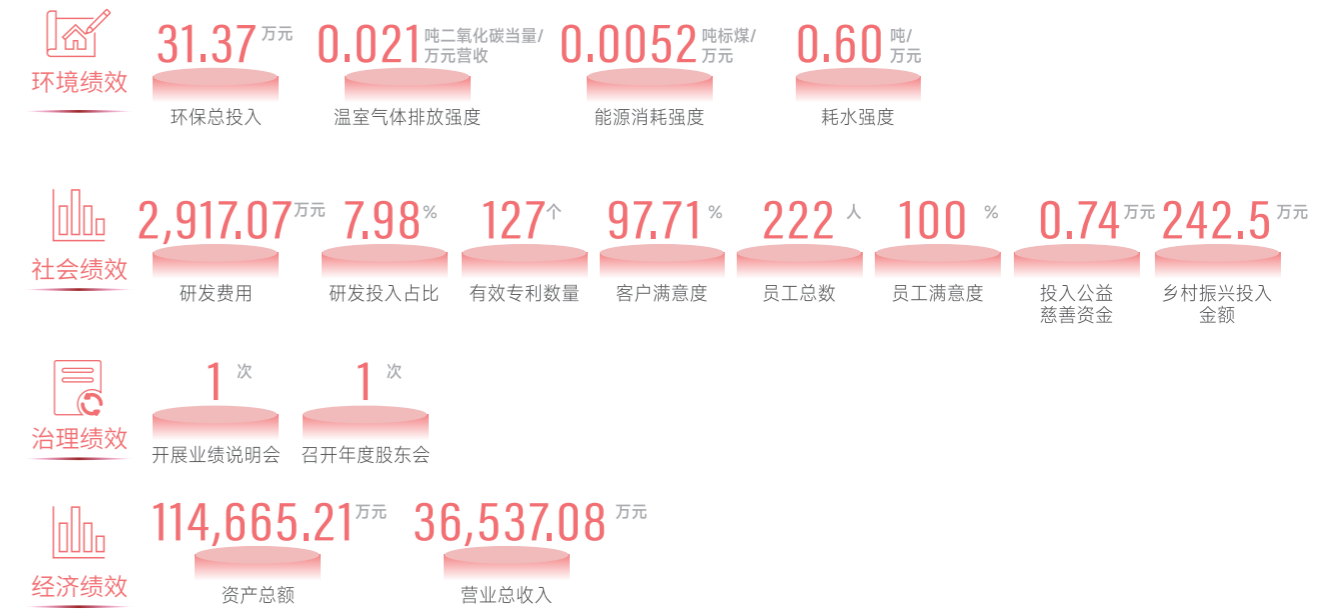 环境绩效
31.37 万元
环保总投入
0.021 吨二氧化碳当量/
万元营收
温室气体排放强度
0.0052 吨标煤/
万元
能源消耗强度
0.60 吨/
万元
耗水强度
社会绩效
2,917.07 万元
研发费用
7.98 %
研发投入占比
127 个
有效专利数量
97.71 %
客户满意度
222 人
员工总数
100 %
员工满意度
0.74 万元
投入公益
慈善资金
242.5 万元
乡村振兴投入
金额
治理绩效
1 次
开展业绩说明会
1 次
召开年度股东会
经济绩效
114,665.21 万元
资产总额
36,537.08 万元
营业总收入